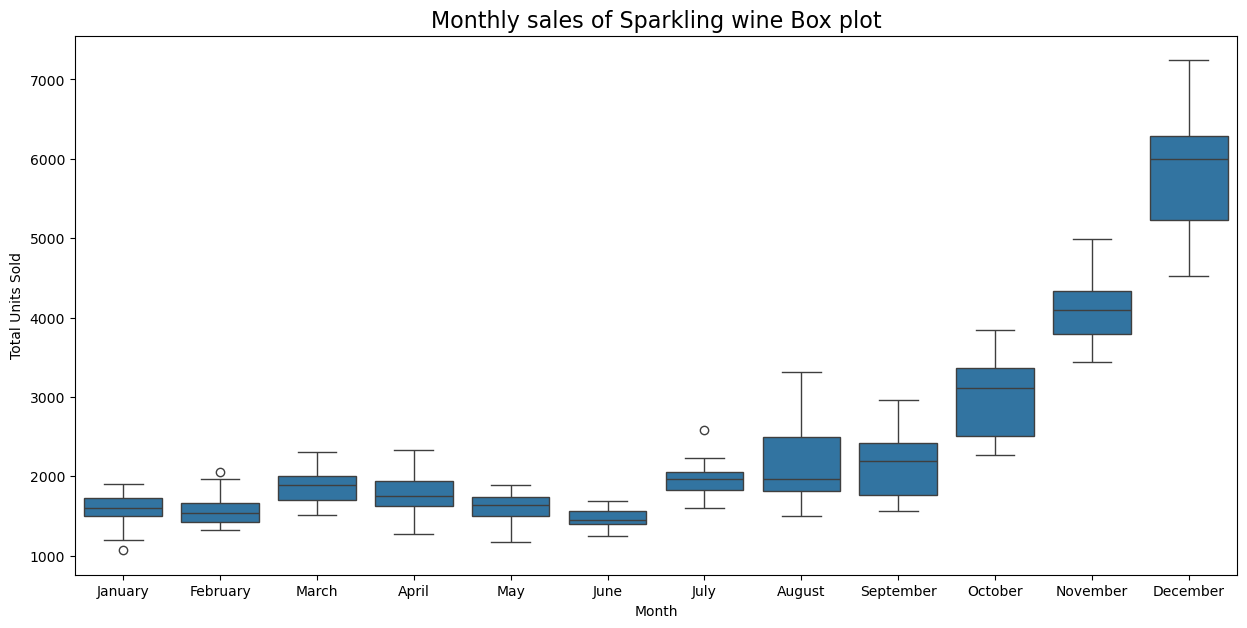 Monthly sales of Sparkling wine Box plot
Total Units Sold
7000
6000
5000
4000
3000
2000
1000
January February March April May June July August September October November December
Month